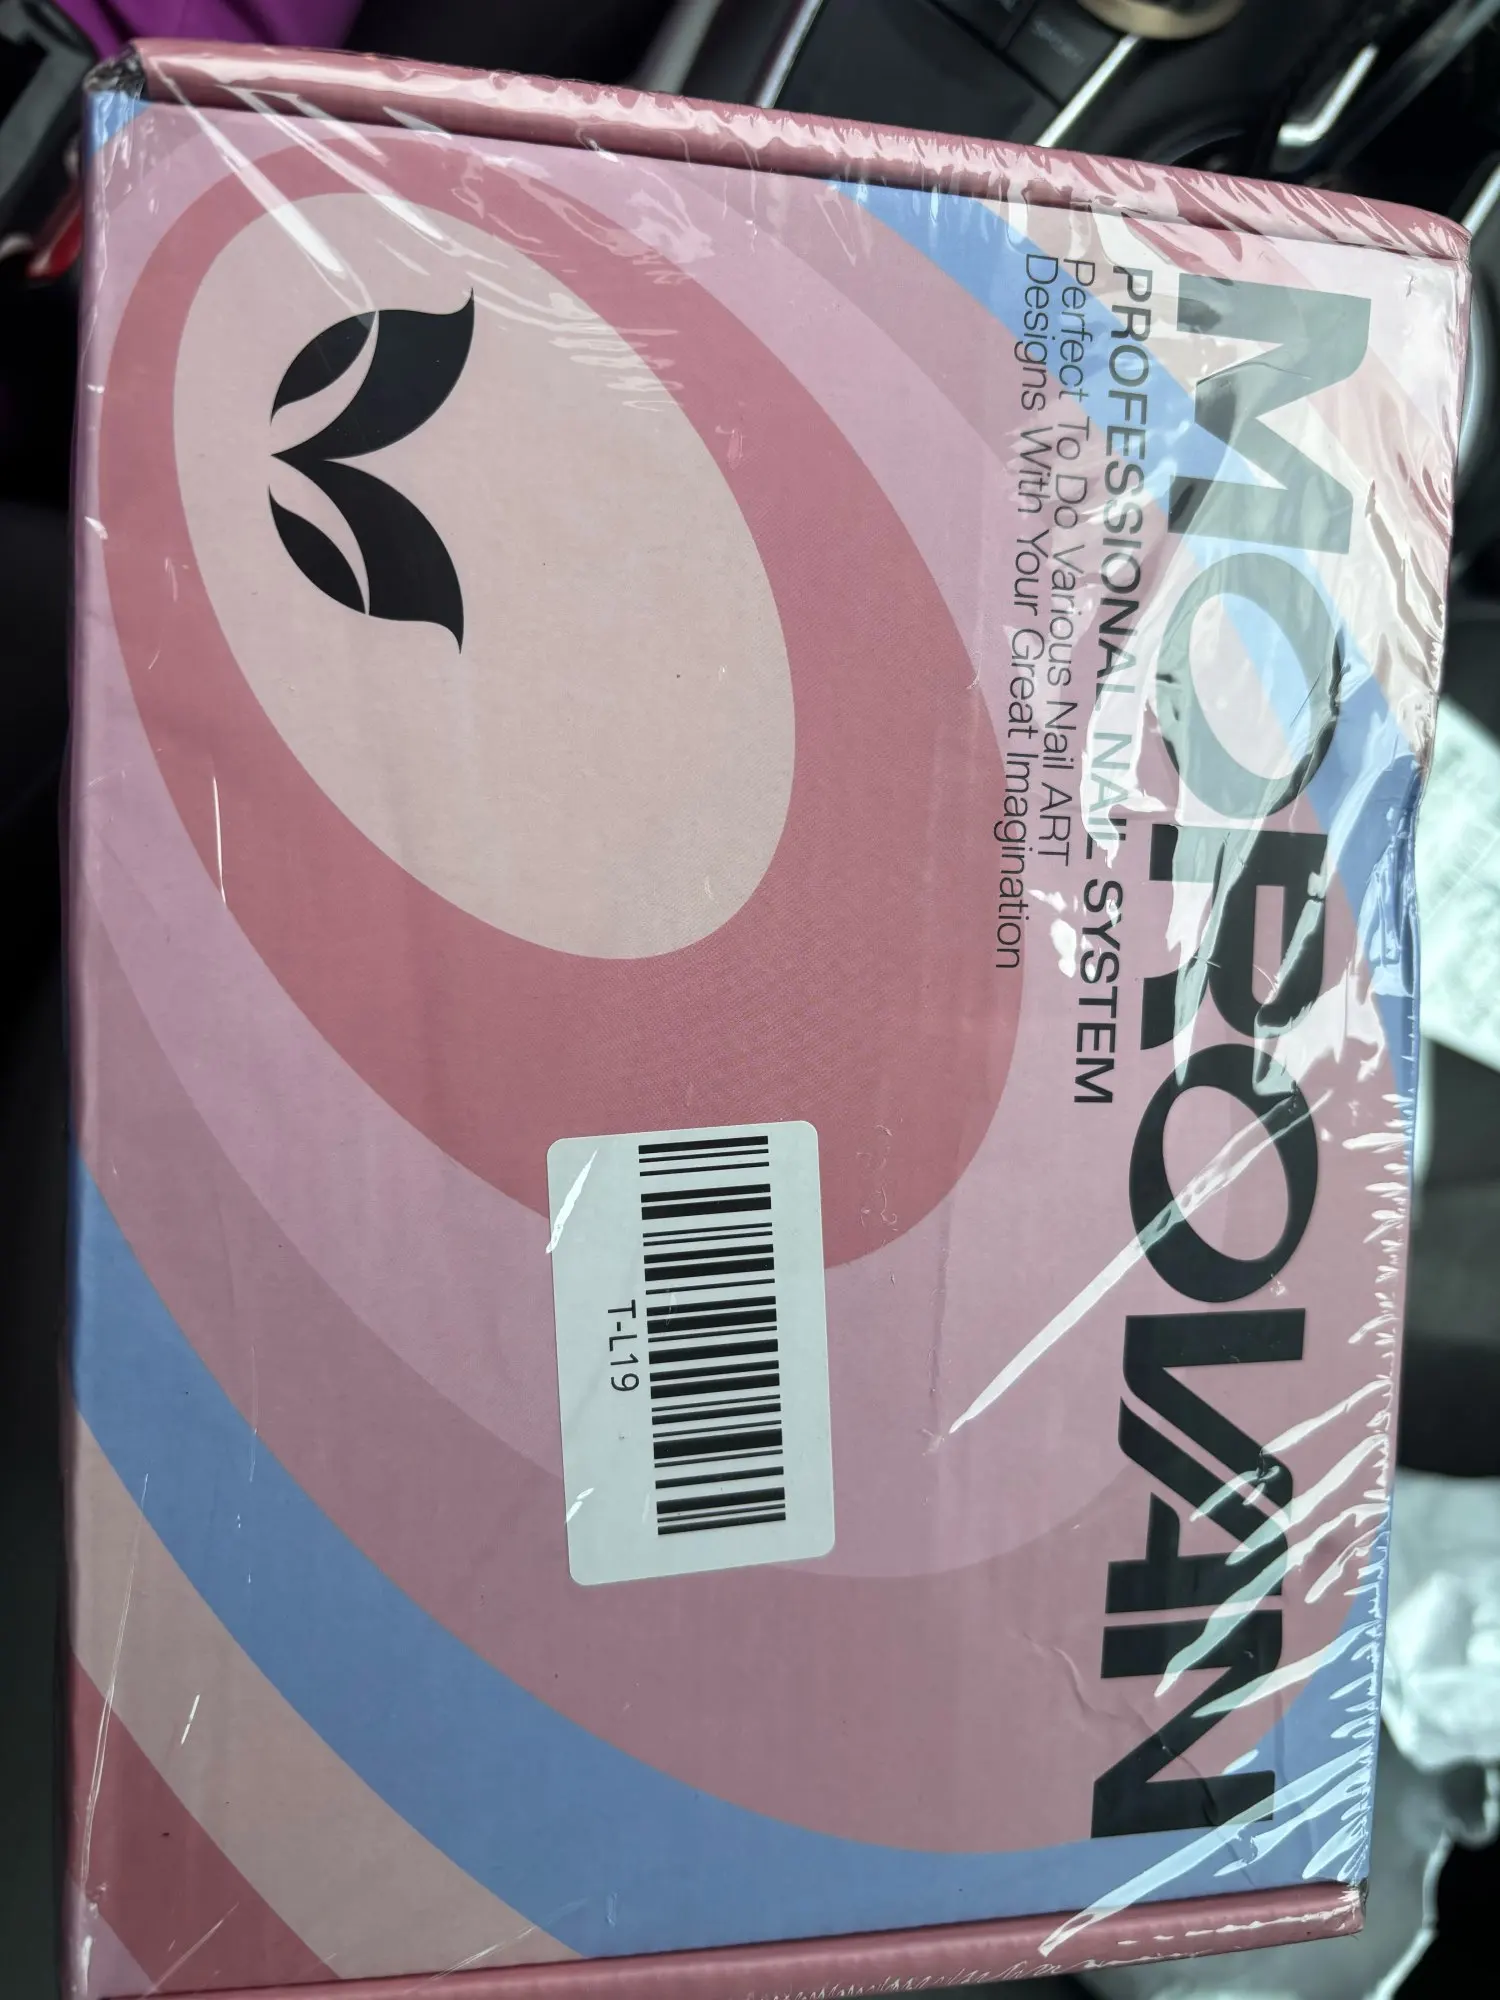 MOROVAN
PROFESSIONAL NAIL SYSTEM
Perfect To Do Various Nail ART
Designs With Your Great Imagination
T-L19